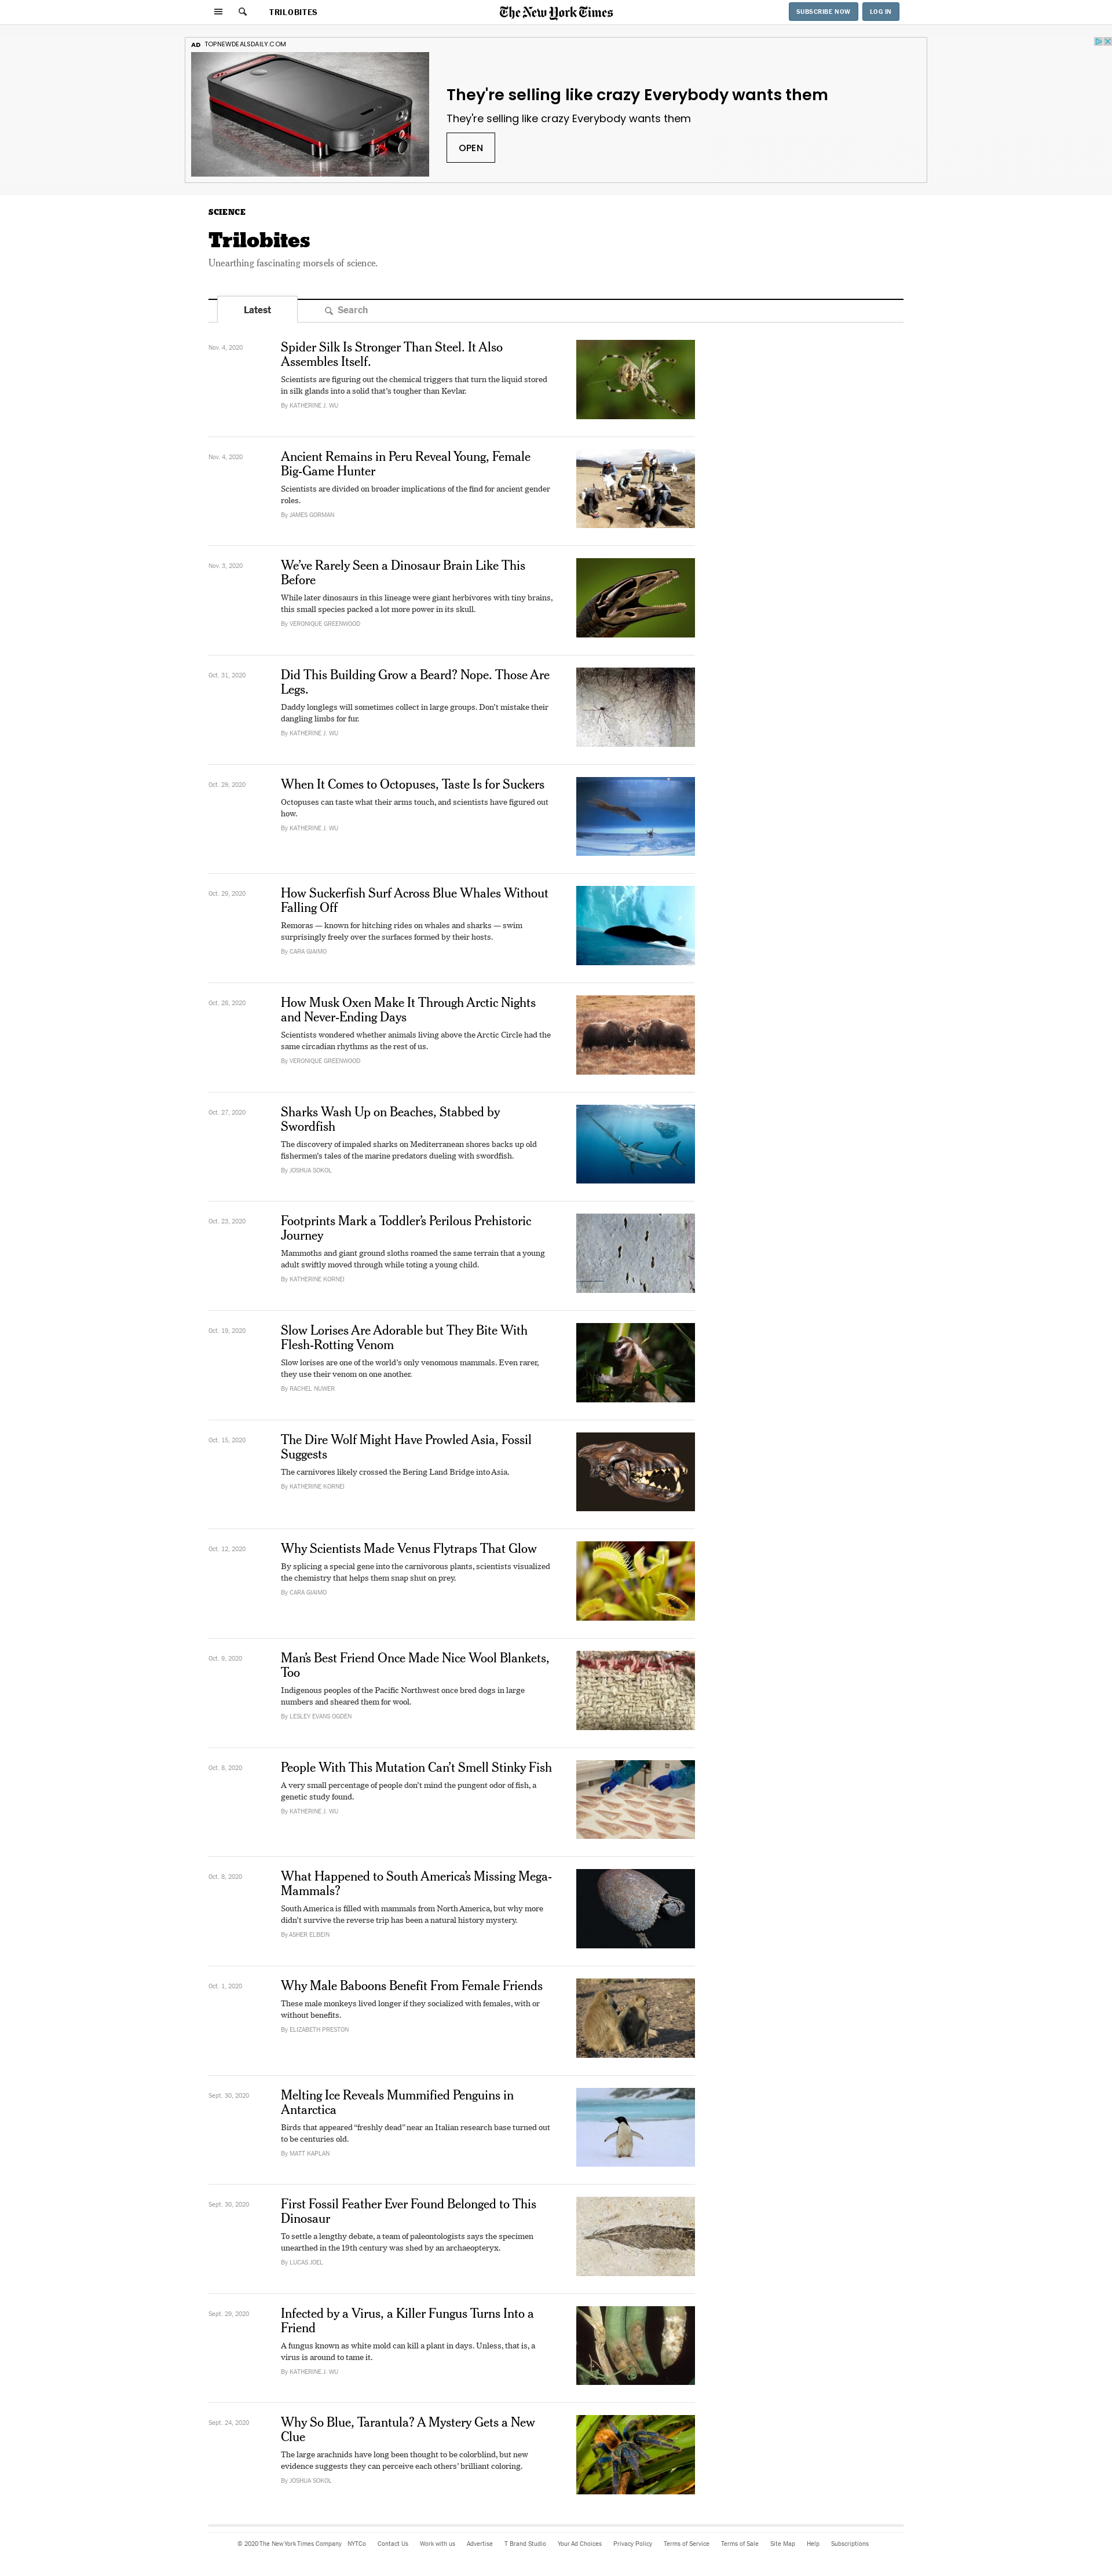 TRILOBITES
The New York Times
SUBSCRIBE NOW
LOG IN
AD TOPNEWDEALSDAILY.COM
They're selling like crazy Everybody wants them
They're selling like crazy Everybody wants them
OPEN
SCIENCE
Trilobites
Unearthing fascinating morsels of science.
Latest
Search
Nov. 4, 2020
Spider Silk Is Stronger Than Steel. It Also
Assembles Itself.
Scientists are figuring out the chemical triggers that turn the liquid stored
in silk glands into a solid that's tougher than Kevlar.
By KATHERINE J. WU
Nov. 4, 2020
Ancient Remains in Peru Reveal Young, Female
Big-Game Hunter
Scientists are divided on broader implications of the find for ancient gender
roles.
By JAMES GORMAN
Nov. 3, 2020
We've Rarely Seen a Dinosaur Brain Like This
Before
While later dinosaurs in this lineage were giant herbivores with tiny brains,
this small species packed a lot more power in its skull.
By VERONIQUE GREENWOOD
Oct. 31, 2020
Did This Building Grow a Beard? Nope. Those Are
Legs.
Daddy longlegs will sometimes collect in large groups. Don't mistake their
dangling limbs for fur.
By KATHERINE J. WU
Oct. 29, 2020
When It Comes to Octopuses, Taste Is for Suckers
Octopuses can taste what their arms touch, and scientists have figured out
how.
By KATHERINE J. WU
Oct. 29, 2020
How Suckerfish Surf Across Blue Whales Without
Falling Off
Remoras — known for hitching rides on whales and sharks — swim
surprisingly freely over the surfaces formed by their hosts.
By CARA GIAIMO
Oct. 28, 2020
How Musk Oxen Make It Through Arctic Nights
and Never-Ending Days
Scientists wondered whether animals living above the Arctic Circle had the
same circadian rhythms as the rest of us.
By VERONIQUE GREENWOOD
Oct. 27, 2020
Sharks Wash Up on Beaches, Stabbed by
Swordfish
The discovery of impaled sharks on Mediterranean shores backs up old
fishermen's tales of the marine predators dueling with swordfish.
By JOSHUA SOKOL
Oct. 23, 2020
Footprints Mark a Toddler's Perilous Prehistoric
Journey
Mammoths and giant ground sloths roamed the same terrain that a young
adult swiftly moved through while toting a young child.
By KATHERINE KORNEI
Oct. 19, 2020
Slow Lorises Are Adorable but They Bite With
Flesh-Rotting Venom
Slow lorises are one of the world's only venomous mammals. Even rarer,
they use their venom on one another.
By RACHEL NUWER
Oct. 15, 2020
The Dire Wolf Might Have Prowled Asia, Fossil
Suggests
The carnivores likely crossed the Bering Land Bridge into Asia.
By KATHERINE KORNEI
Oct. 12, 2020
Why Scientists Made Venus Flytraps That Glow
By splicing a special gene into the carnivorous plants, scientists visualized
the chemistry that helps them snap shut on prey.
By CARA GIAIMO
Oct. 9, 2020
Man's Best Friend Once Made Nice Wool Blankets,
Too
Indigenous peoples of the Pacific Northwest once bred dogs in large
numbers and sheared them for wool.
By LESLEY EVANS OGDEN
Oct. 8, 2020
People With This Mutation Can't Smell Stinky Fish
A very small percentage of people don't mind the pungent odor of fish, a
genetic study found.
By KATHERINE J. WU
Oct. 8, 2020
What Happened to South America's Missing Mega-
Mammals?
South America is filled with mammals from North America, but why more
didn't survive the reverse trip has been a natural history mystery.
By ASHER ELBEIN
Oct. 1, 2020
Why Male Baboons Benefit From Female Friends
These male monkeys lived longer if they socialized with females, with or
without benefits.
By ELIZABETH PRESTON
Sept. 30, 2020
Melting Ice Reveals Mummified Penguins in
Antarctica
Birds that appeared “freshly dead” near an Italian research base turned out
to be centuries old.
By MATT KAPLAN
Sept. 30, 2020
First Fossil Feather Ever Found Belonged to This
Dinosaur
To settle a lengthy debate, a team of paleontologists says the specimen
unearthed in the 19th century was shed by an archaeopteryx.
By LUCAS JOEL
Sept. 29, 2020
Infected by a Virus, a Killer Fungus Turns Into a
Friend
A fungus known as white mold can kill a plant in days. Unless, that is, a
virus is around to tame it.
By KATHERINE J. WU
Sept. 24, 2020
Why So Blue, Tarantula? A Mystery Gets a New
Clue
The large arachnids have long been thought to be colorblind, but new
evidence suggests they can perceive each others' brilliant coloring.
By JOSHUA SOKOL
© 2020 The New York Times Company NYTCo Contact Us Work with us Advertise T Brand Studio Your Ad Choices Privacy Policy Terms of Service Terms of Sale Site Map Help Subscriptions